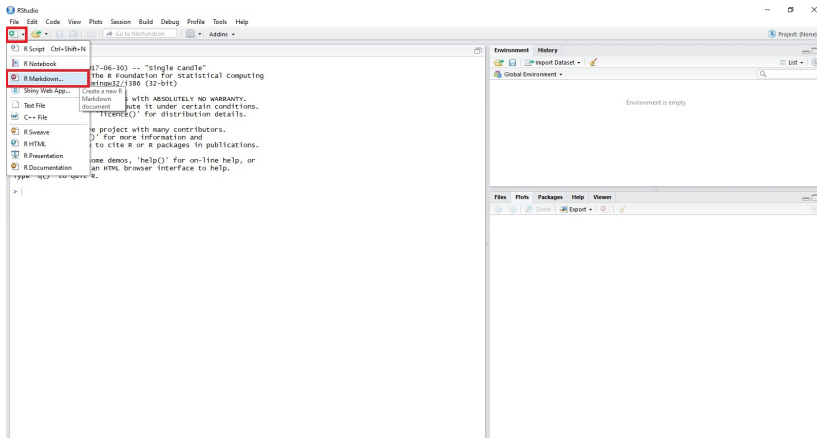 RStudio
File Edit Code View Plots Session Build Debug Profile Tools Help
Go to file/function Addins
Project: (None)
R Script Ctrl+Shift+N
R Notebook
R Markdown...
Shiny Web App...
Text File
C++ File
R Sweave
R HTML
R Presentation
R Documentation
Create a new R
Markdown
document
17-06-30) -- "Single Candle"
The R Foundation for Statistical Computing
mingw32/i386 (32-bit)
with ABSOLUTELY NO WARRANTY.
ute it under certain conditions.
'licence()' for distribution details.
e project with many contributors.
)' for more information and
to cite R or R packages in publications.
ome demos, 'help()' for on-line help, or
an HTML browser interface to help.
Type 'q()' to quit R.
>
Environment History
Import Dataset List
Global Environment
Environment is empty
Files Plots Packages Help Viewer
Zoom Export